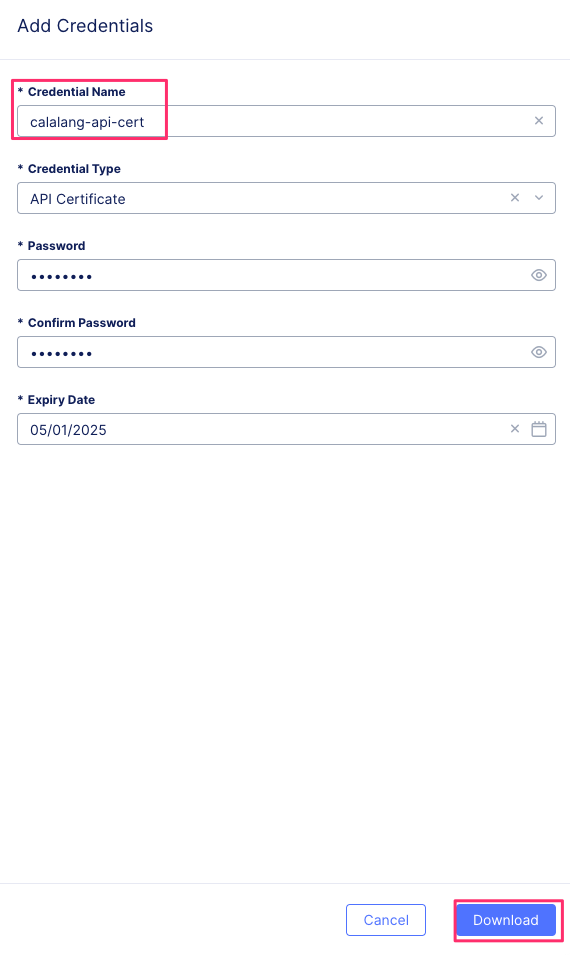 Add Credentials
* Credential Name
calalang-api-cert
* Credential Type
API Certificate
* Password
••••••••
* Confirm Password
••••••••
* Expiry Date
05/01/2025
Cancel
Download